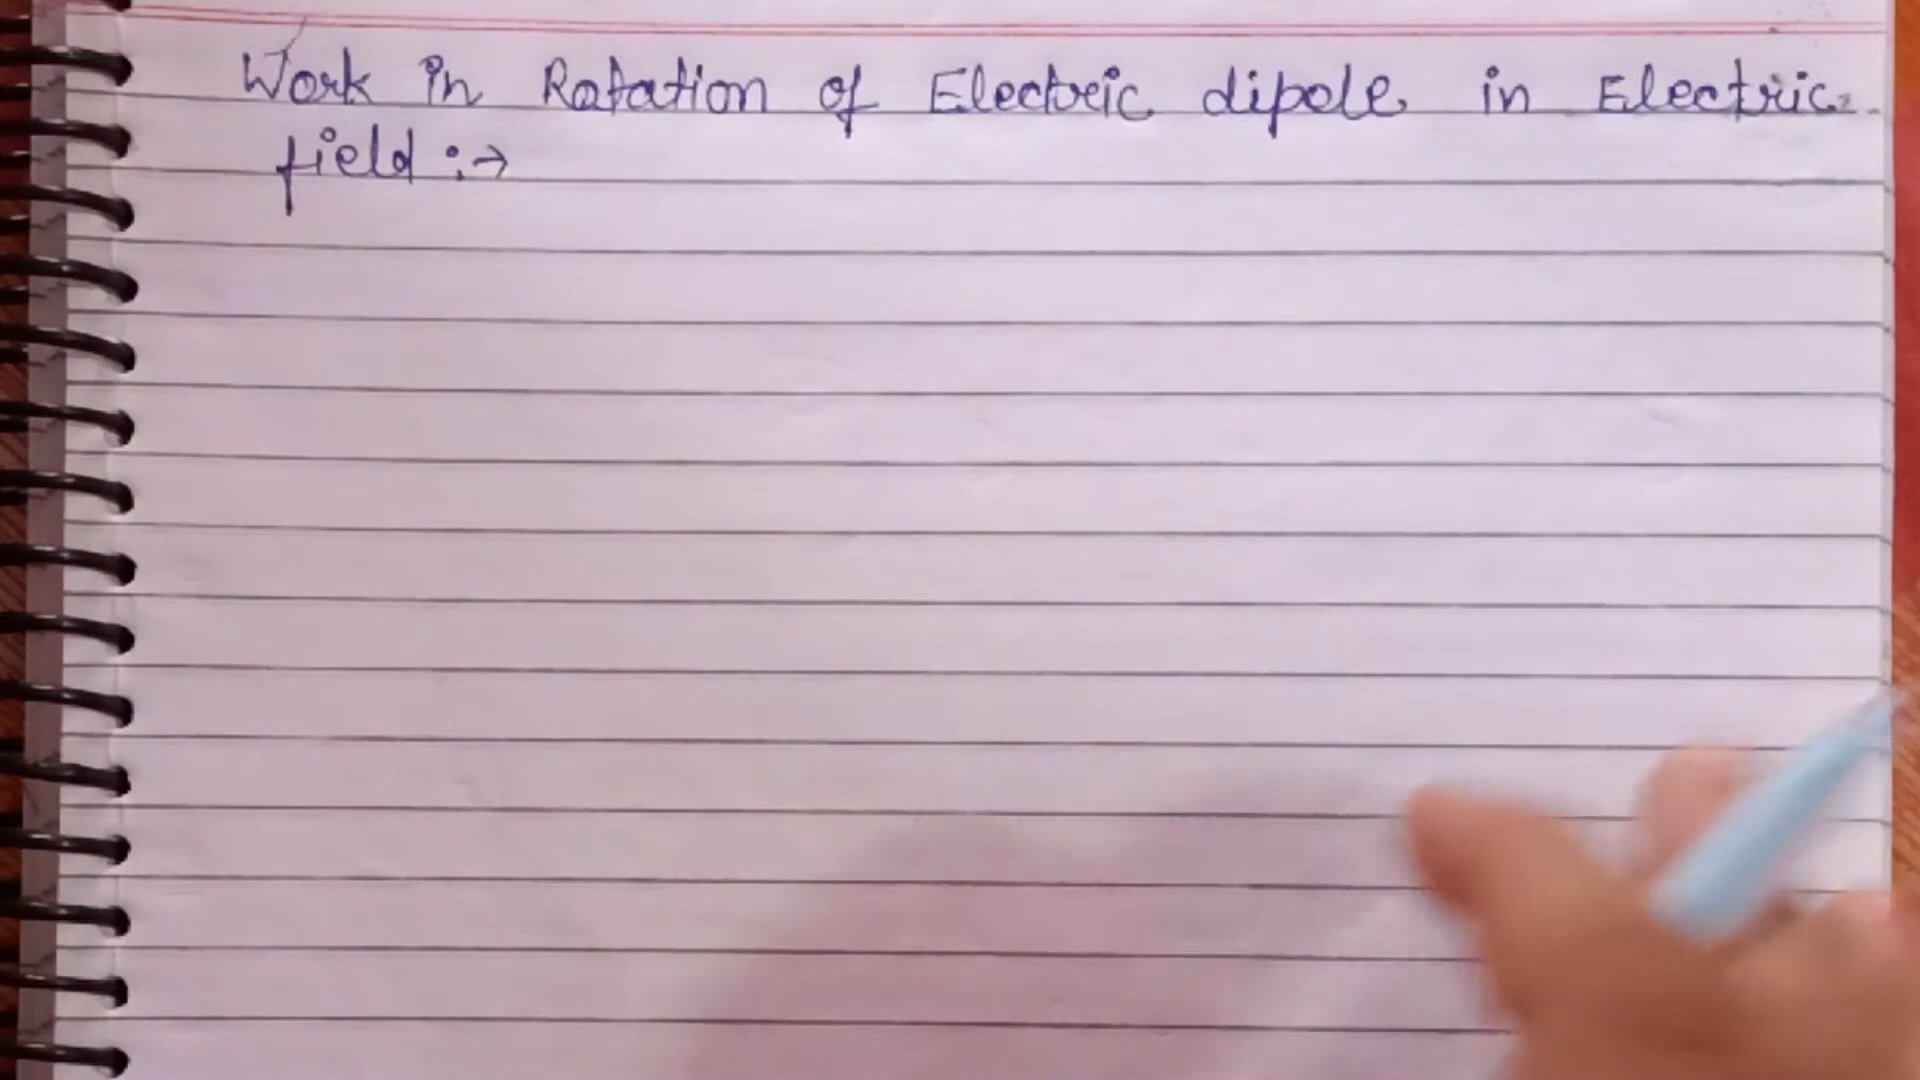 Work in Rotation of Electric dipole in Electric
field :→